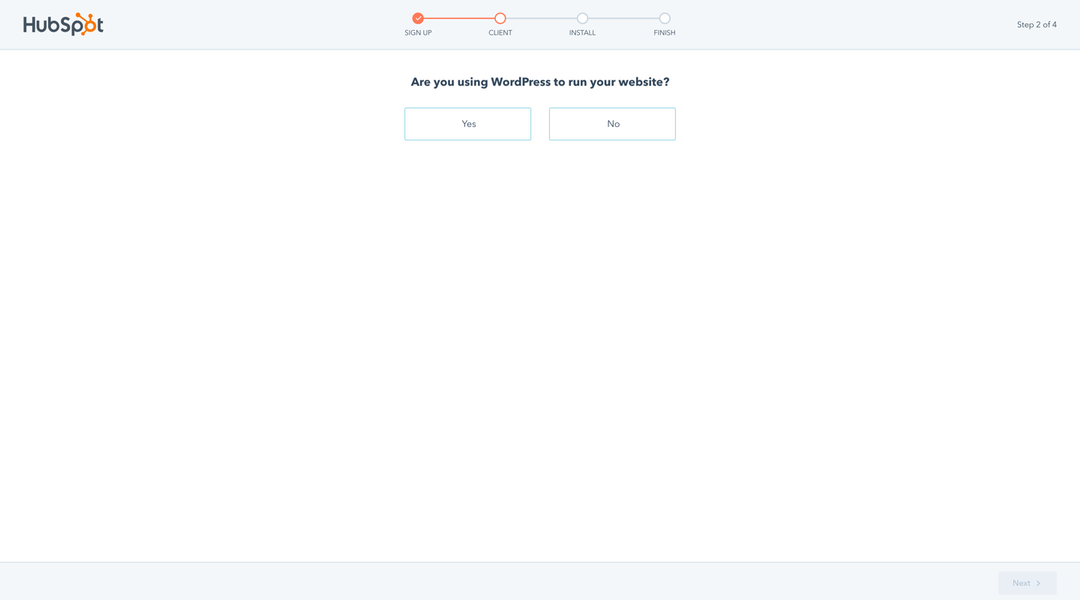 HubSpot
SIGN UP
CLIENT
INSTALL
FINISH
Step 2 of 4
Are you using WordPress to run your website?
Yes
No
Next